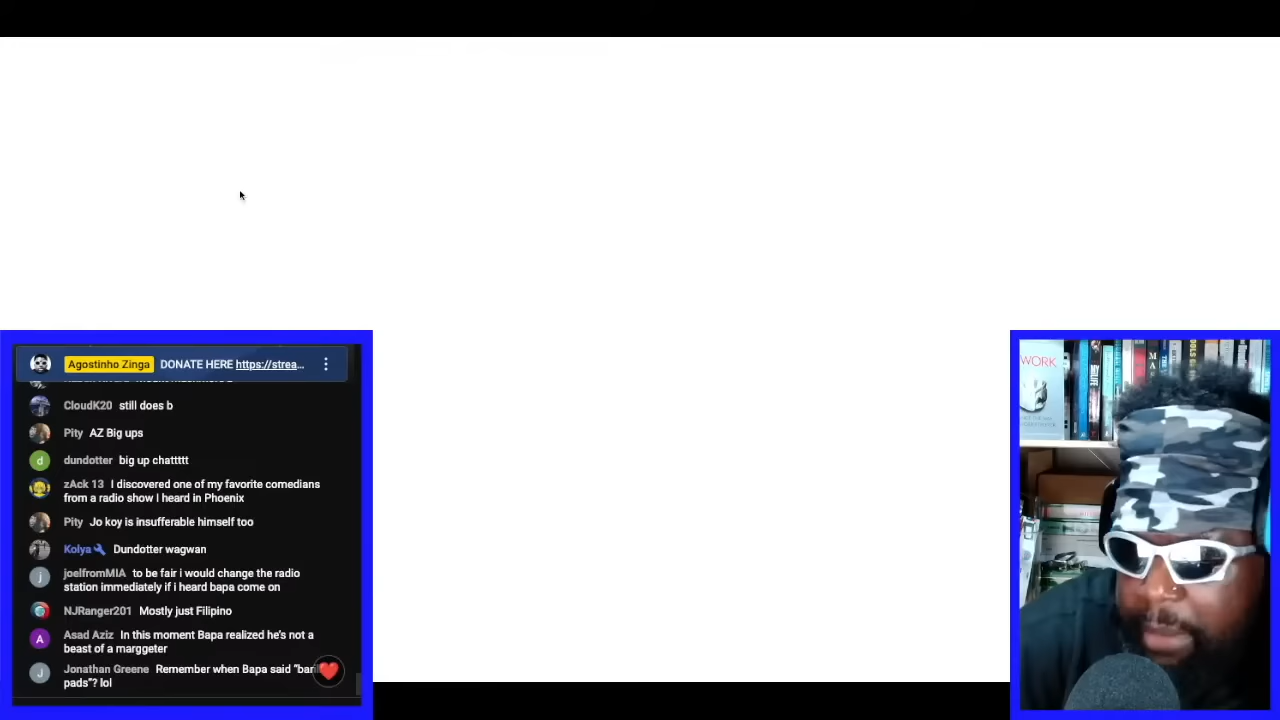 Agostinho Zinga DONATE HERE https://strea...
CloudK20 still does b
Pity AZ Big ups
dundotter big up chattttt
zAck 13 I discovered one of my favorite comedians
from a radio show I heard in Phoenix
Pity Jo koy is insufferable himself too
Kolya Dundotter wagwan
joelfromMIA to be fair i would change the radio
station immediately if i heard bapa come on
NJRanger201 Mostly just Filipino
Asad Aziz In this moment Bapa realized he's not a
beast of a marggeter
Jonathan Greene Remember when Bapa said "bari
pads"? lol
WORK